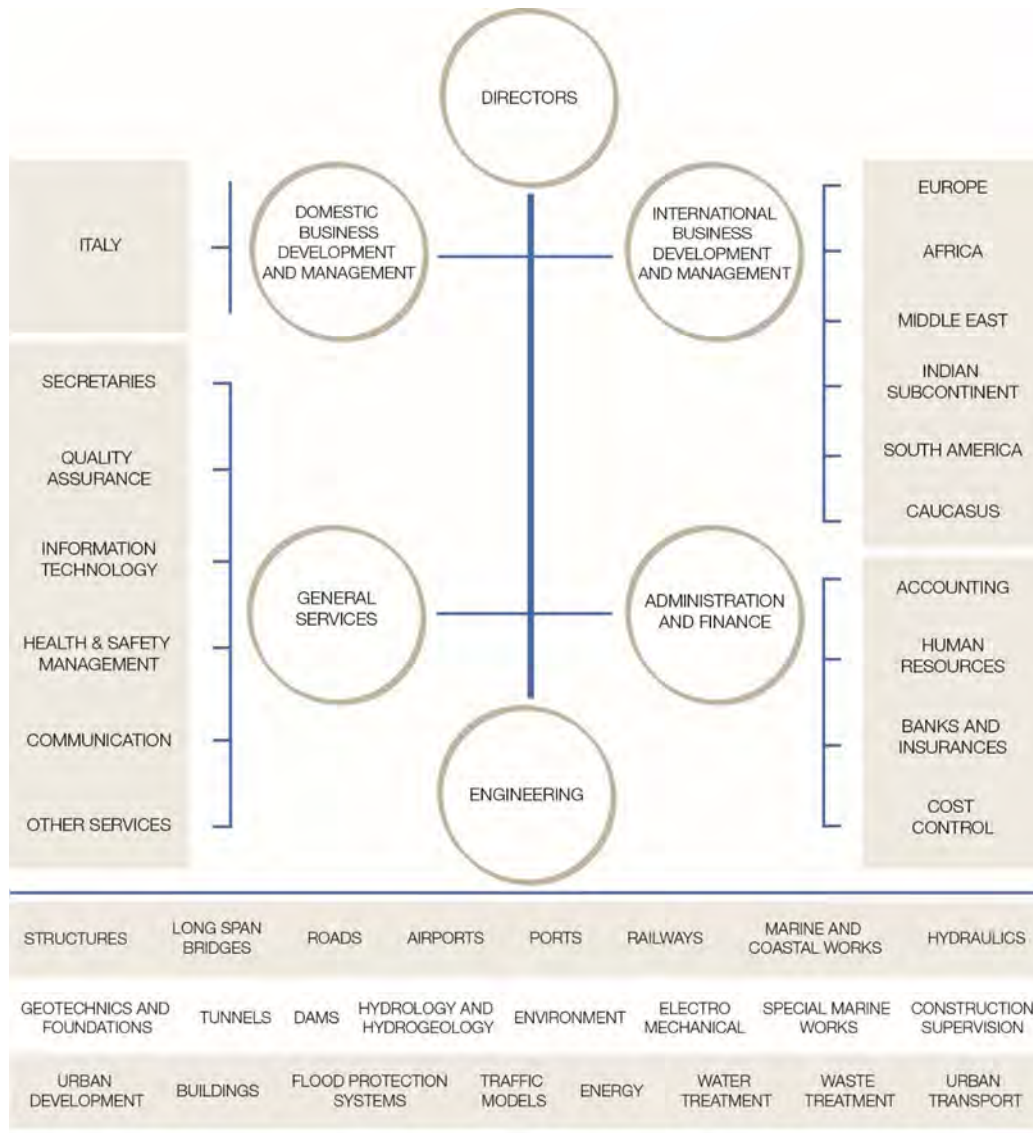 DIRECTORS
DOMESTIC
BUSINESS
DEVELOPMENT
AND MANAGEMENT
INTERNATIONAL
BUSINESS
DEVELOPMENT
AND MANAGEMENT
ITALY
EUROPE
AFRICA
MIDDLE EAST
INDIAN
SUBCONTINENT
SOUTH AMERICA
CAUCASUS
SECRETARIES
QUALITY
ASSURANCE
INFORMATION
TECHNOLOGY
HEALTH & SAFETY
MANAGEMENT
COMMUNICATION
OTHER SERVICES
GENERAL
SERVICES
ADMINISTRATION
AND FINANCE
ACCOUNTING
HUMAN
RESOURCES
BANKS AND
INSURANCES
COST
CONTROL
ENGINEERING
STRUCTURES
LONG SPAN
BRIDGES
ROADS
AIRPORTS
PORTS
RAILWAYS
MARINE AND
COASTAL WORKS
HYDRAULICS
GEOTECHNICS AND
FOUNDATIONS
TUNNELS
DAMS
HYDROLOGY AND
HYDROGEOLOGY
ENVIRONMENT
ELECTRO
MECHANICAL
SPECIAL MARINE
WORKS
CONSTRUCTION
SUPERVISION
URBAN
DEVELOPMENT
BUILDINGS
FLOOD PROTECTION
SYSTEMS
TRAFFIC
MODELS
ENERGY
WATER
TREATMENT
WASTE
TREATMENT
URBAN
TRANSPORT